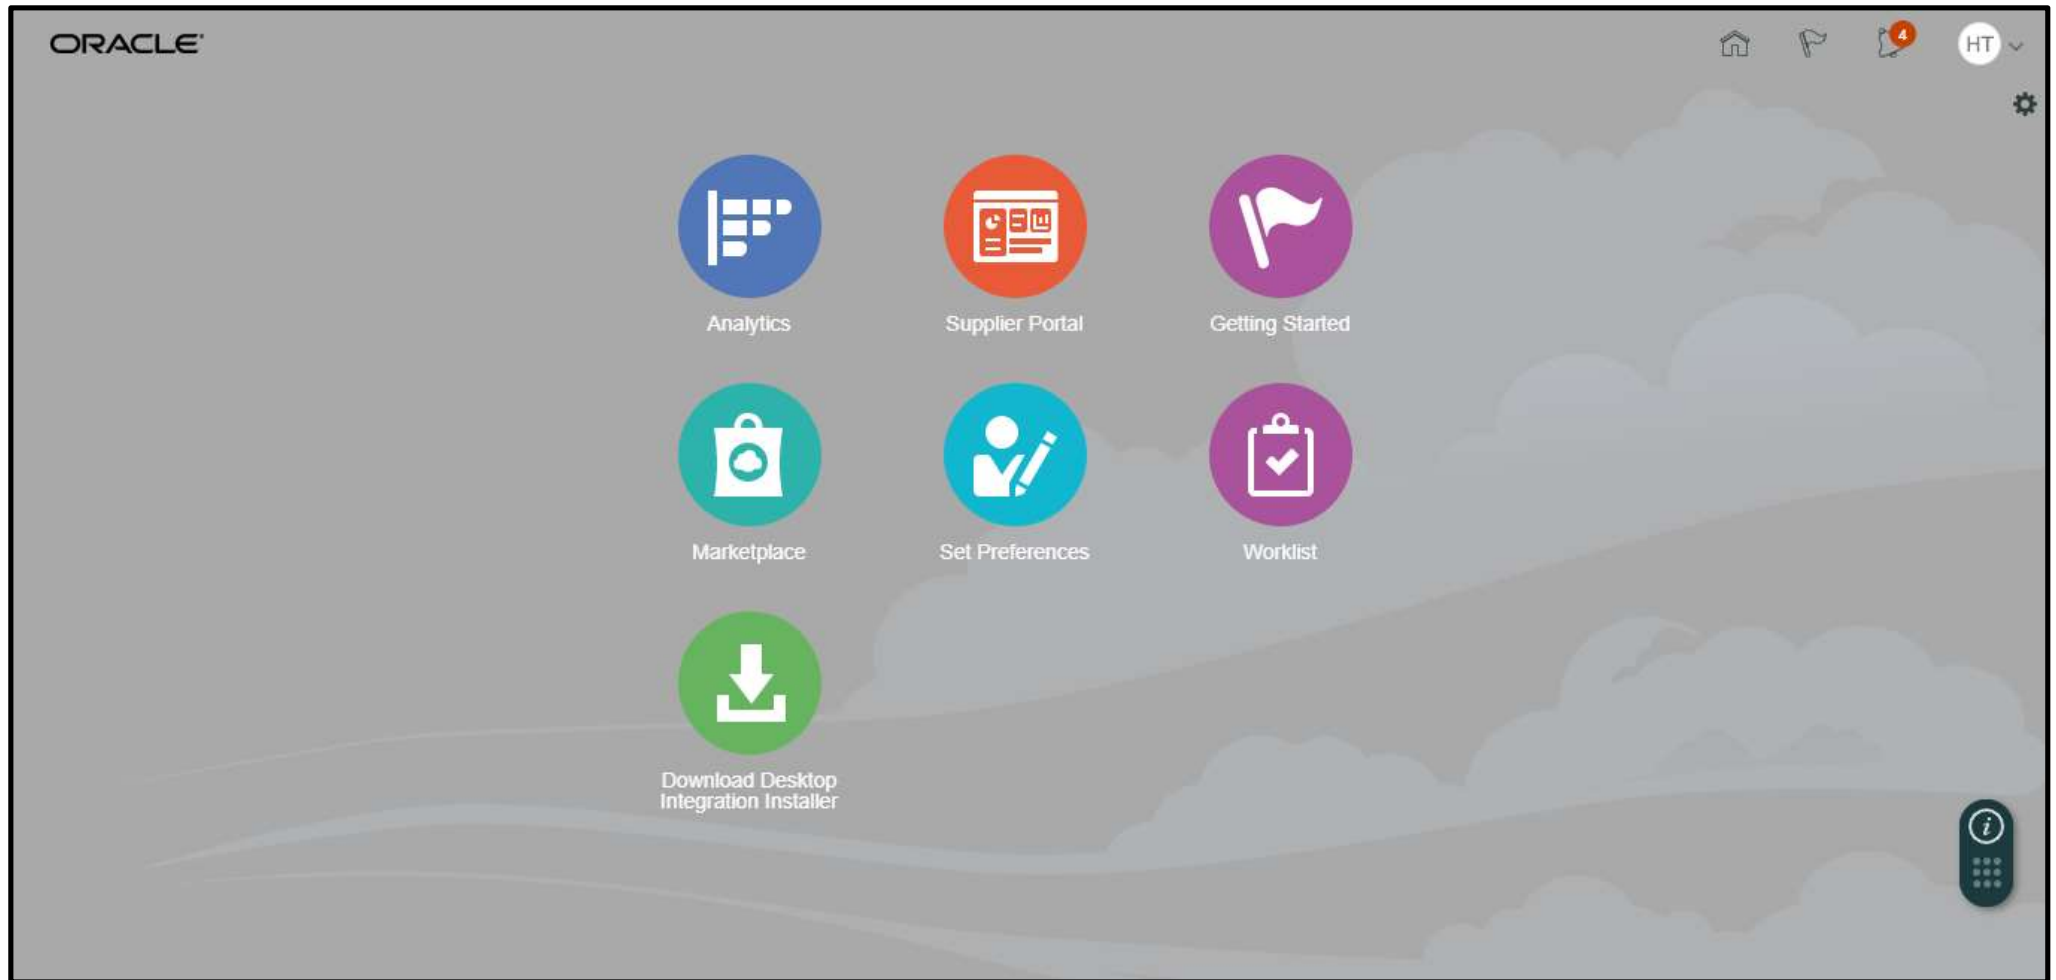 ORACLE
4
HT
Analytics
Supplier Portal
Getting Started
Marketplace
Set Preferences
Worklist
Download Desktop
Integration Installer
i